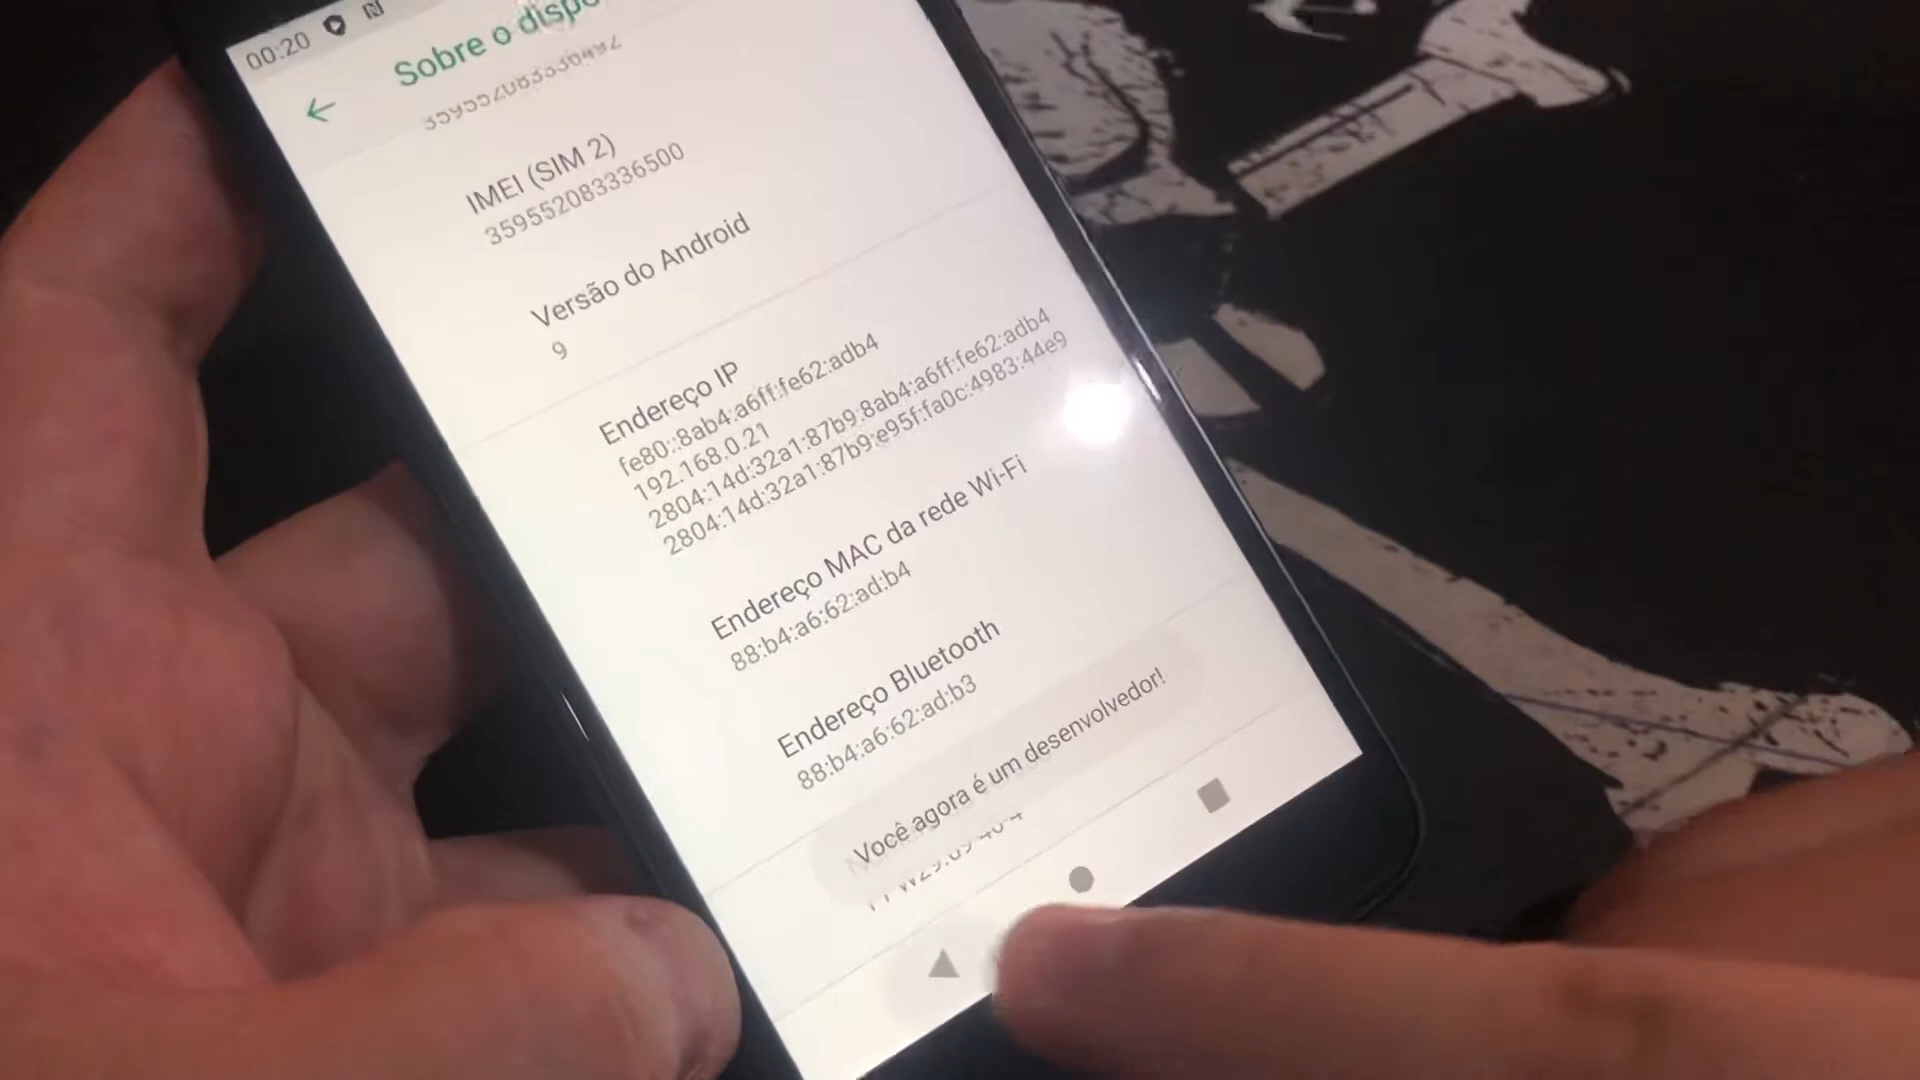 00:20
Sobre o dispo
IMEI (SIM 2)
359552083336500
Versão do Android
9
Endereço IP
fe80::8ab4:a6ff:fe62:adb4
192.168.0.21
2804:14d:32a1:87b9:8ab4:a6ff:fe62:adb4
2804:14d:32a1:87b9:e95f:fa0c:4983:44e9
Endereço MAC da rede Wi-Fi
88:b4:a6:62:ad:b4
Endereço Bluetooth
88:b4:a6:62:ad:b3
Você agora é um desenvolvedor!